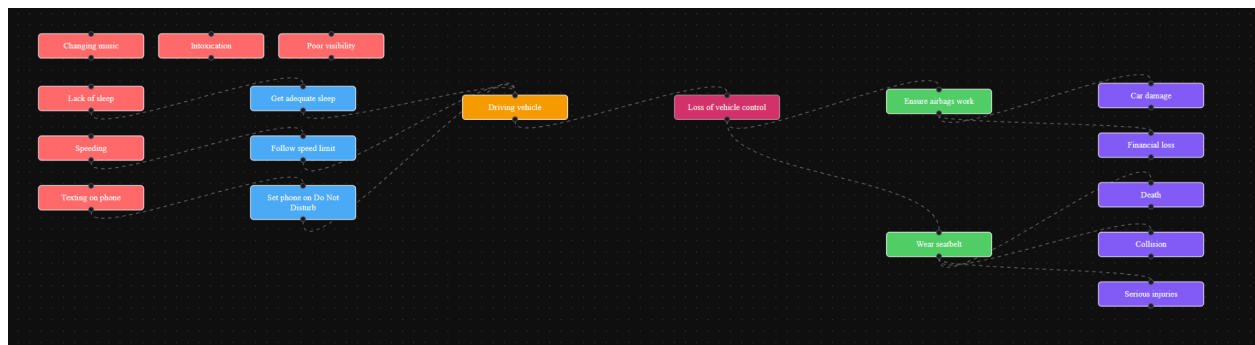 Changing music
Intoxication
Poor visibility
Lack of sleep
Get adequate sleep
Driving vehicle
Loss of vehicle control
Ensure airbags work
Car damage
Speeding
Follow speed limit
Financial loss
Texting on phone
Set phone on Do Not
Disturb
Death
Wear seatbelt
Collision
Serious injuries